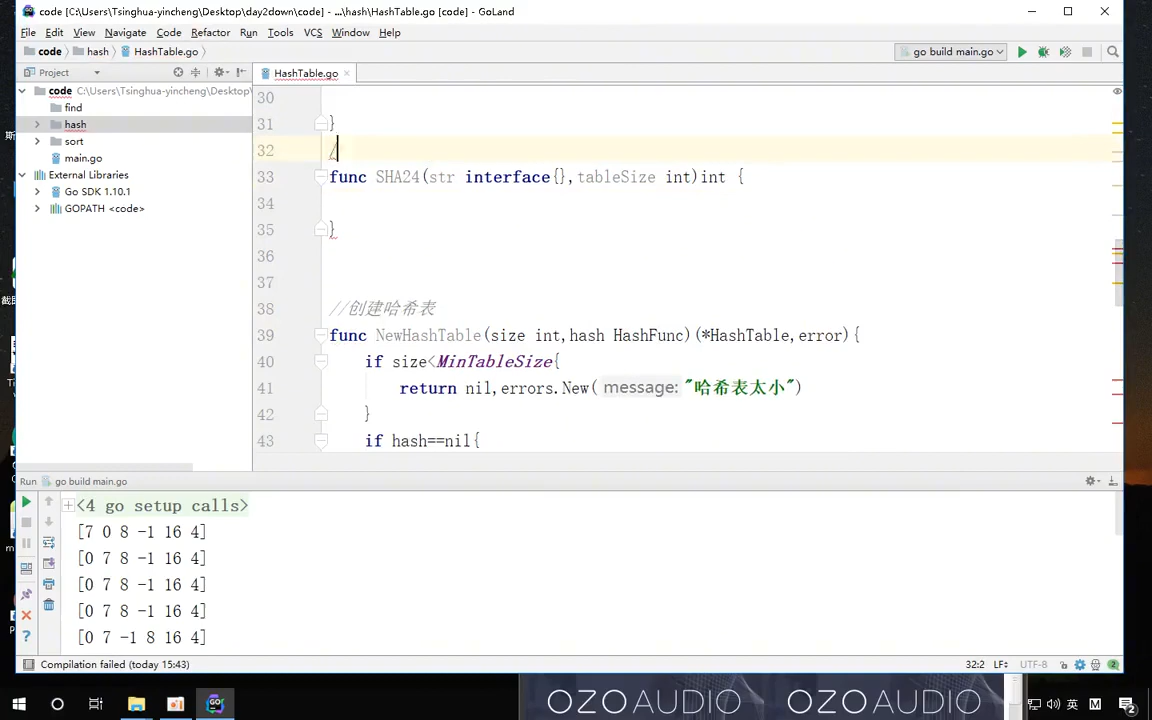 code [C:\Users\Tsinghua-yincheng\Desktop\day2down\code] - ...\hash\HashTable.go [code] - GoLand
File Edit View Navigate Code Refactor Run Tools VCS Window Help
code hash HashTable.go go build main.go
Project HashTable.go
code C:\Users\Tsinghua-yincheng\Desktop\
find
hash
sort
main.go
External Libraries
Go SDK 1.10.1
GOPATH <code>
30
31 }
32 /
33 func SHA24(str interface{},tableSize int)int {
34
35 }
36
37
38 //创建哈希表
39 func NewHashTable(size int,hash HashFunc)(*HashTable,error){
40 if size<MinTableSize{
41 return nil,errors.New( message: "哈希表太小")
42 }
43 if hash==nil{
Run go build main.go
<4 go setup calls>
[7 0 8 -1 16 4]
[0 7 8 -1 16 4]
[0 7 8 -1 16 4]
[0 7 8 -1 16 4]
[0 7 -1 8 16 4]
Compilation failed (today 15:43) 32:2 LF÷ UTF-8 2
OZO AUDIO OZO AUDIO
英 M 2